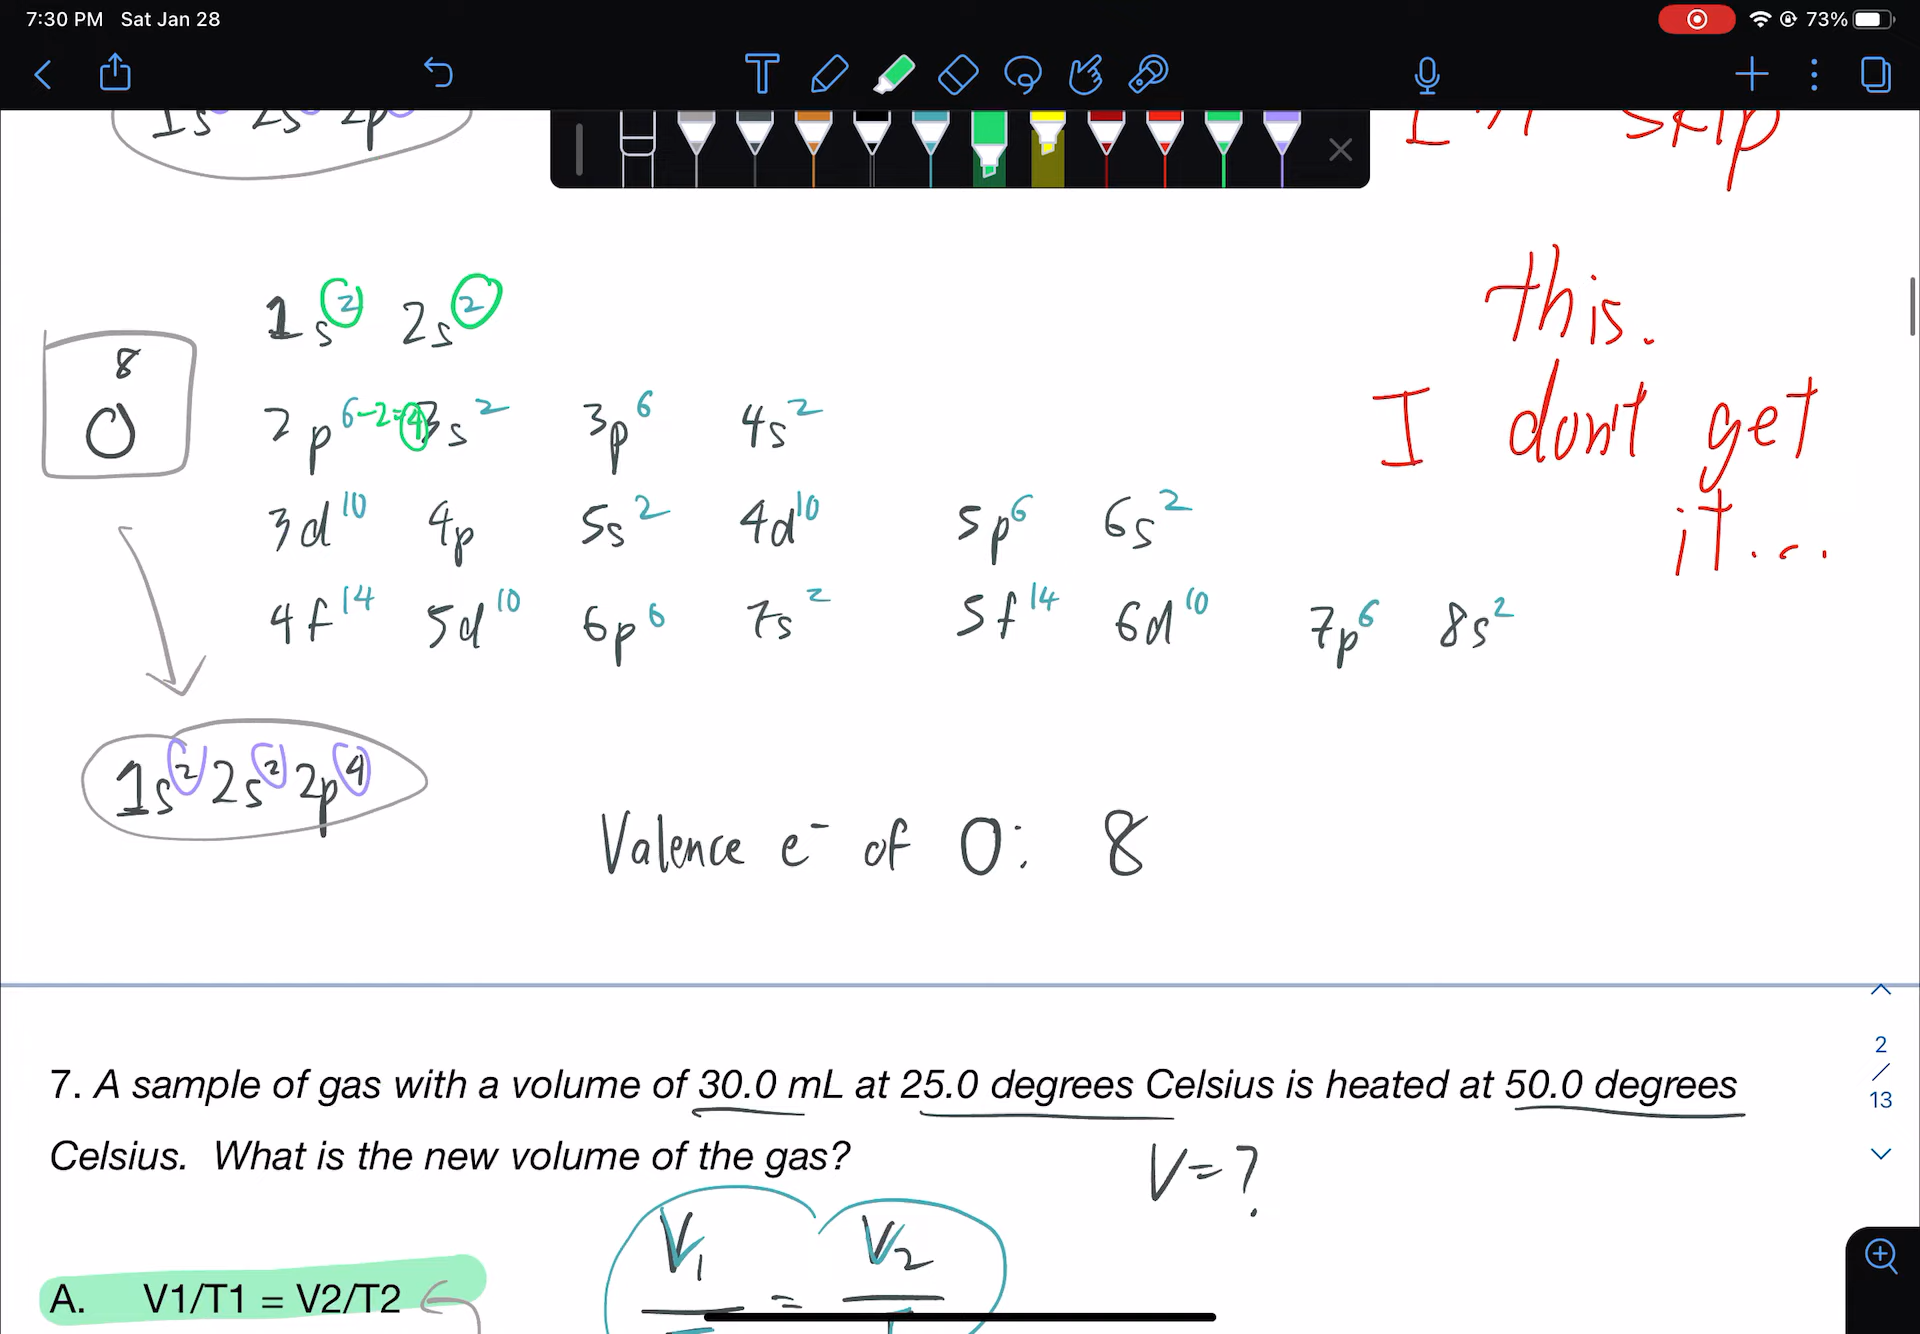 7:30 PM Sat Jan 28
73%
1s 2s 2p
skip
this.
I don't get
it...
1s² 2s²
8
O
2p⁶⁻²⁼⁴ 3s² 3p⁶ 4s²
3d¹⁰ 4p 5s² 4d¹⁰ 5p⁶ 6s²
4f¹⁴ 5d¹⁰ 6p⁶ 7s² 5f¹⁴ 6d¹⁰ 7p⁶ 8s²
1s² 2s² 2p⁴
Valence e⁻ of O: 8
2
/
13
7. A sample of gas with a volume of 30.0 mL at 25.0 degrees Celsius is heated at 50.0 degrees
Celsius. What is the new volume of the gas?
V=?
V₁ = V₂
A. V1/T1 = V2/T2